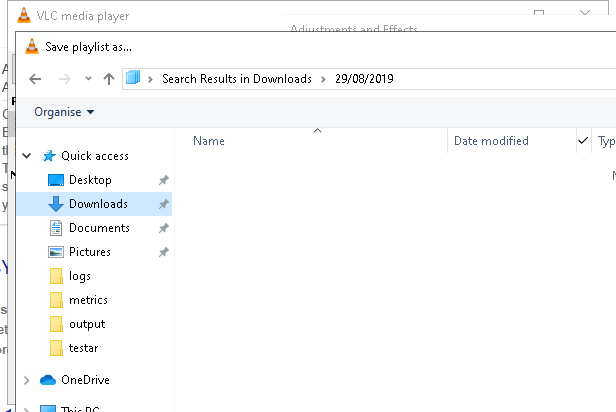 VLC media player
Adjustments and Effects
Save playlist as...
Search Results in Downloads > 29/08/2019
Organise
Name Date modified Typ
Quick access
Desktop
Downloads
Documents
Pictures
logs
metrics
output
testar
OneDrive
This PC